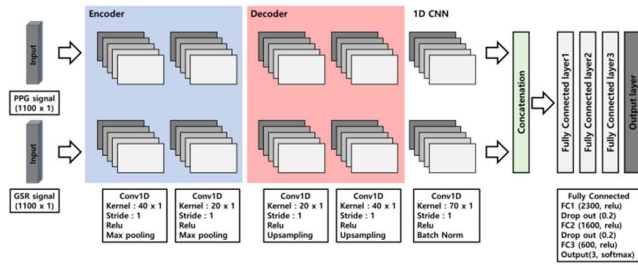 Encoder
Decoder
1D CNN
Input
PPG signal
(1100 x 1)
Input
GSR signal
(1100 x 1)
Concatenation
Fully Connected layer1
Fully Connected layer2
Fully Connected layer3
Output layer
Conv1D
Kernel : 40 x 1
Stride : 1
Relu
Max pooling
Conv1D
Kernel : 20 x 1
Stride : 1
Relu
Max pooling
Conv1D
Kernel : 20 x 1
Stride : 1
Relu
Upsampling
Conv1D
Kernel : 40 x 1
Stride : 1
Relu
Upsampling
Conv1D
Kernel : 70 x 1
Stride : 1
Relu
Batch Norm
Fully Connected
FC1 (2300, relu)
Drop out (0.2)
FC2 (1600, relu)
Drop out (0.2)
FC3 (600, relu)
Output(3, softmax)